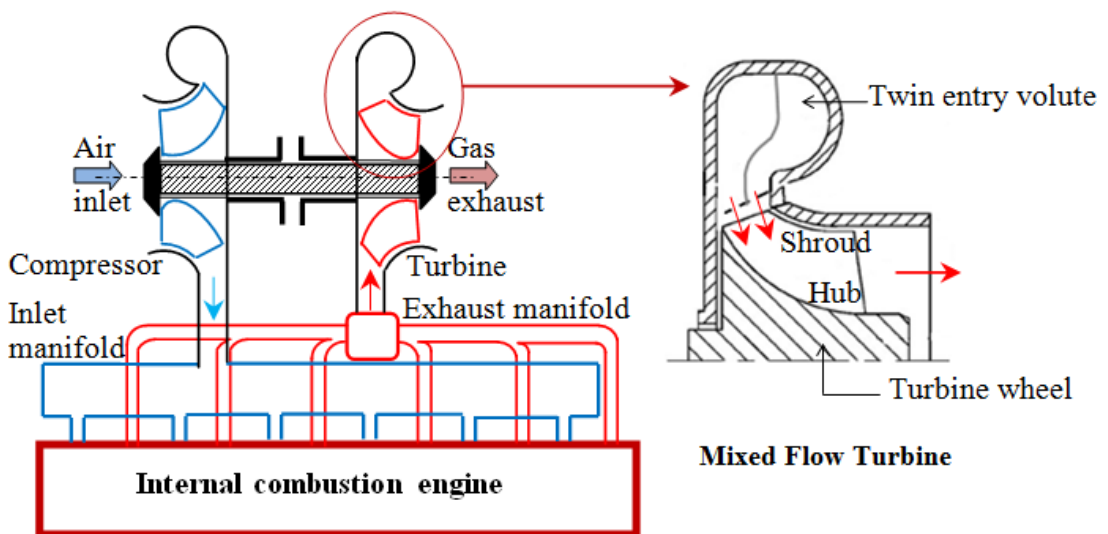 Air
inlet
Gas
exhaust
Compressor
Turbine
Inlet
manifold
Exhaust manifold
Internal combustion engine
Twin entry volute
Shroud
Hub
Turbine wheel
Mixed Flow Turbine